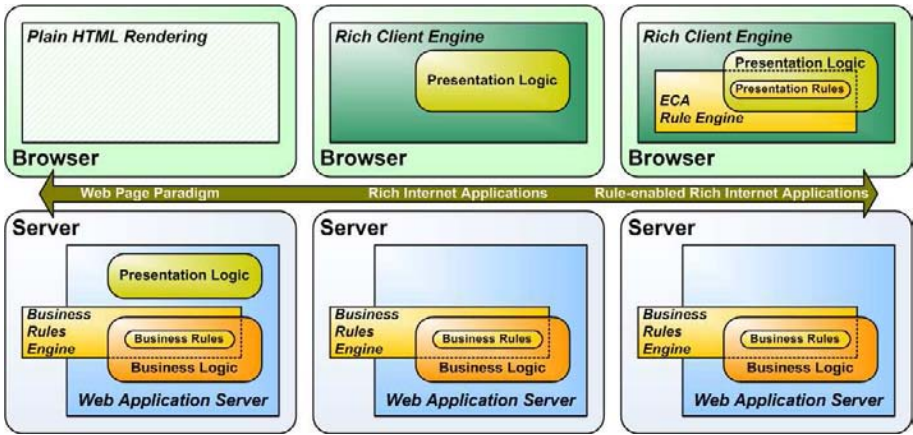 Plain HTML Rendering
Browser
Rich Client Engine
Presentation Logic
Browser
Rich Client Engine
Presentation Logic
Presentation Rules
ECA
Rule Engine
Browser
Web Page Paradigm
Rich Internet Applications
Rule-enabled Rich Internet Applications
Server
Presentation Logic
Business
Rules
Engine
Business Rules
Business Logic
Web Application Server
Server
Business
Rules
Engine
Business Rules
Business Logic
Web Application Server
Server
Business
Rules
Engine
Business Rules
Business Logic
Web Application Server